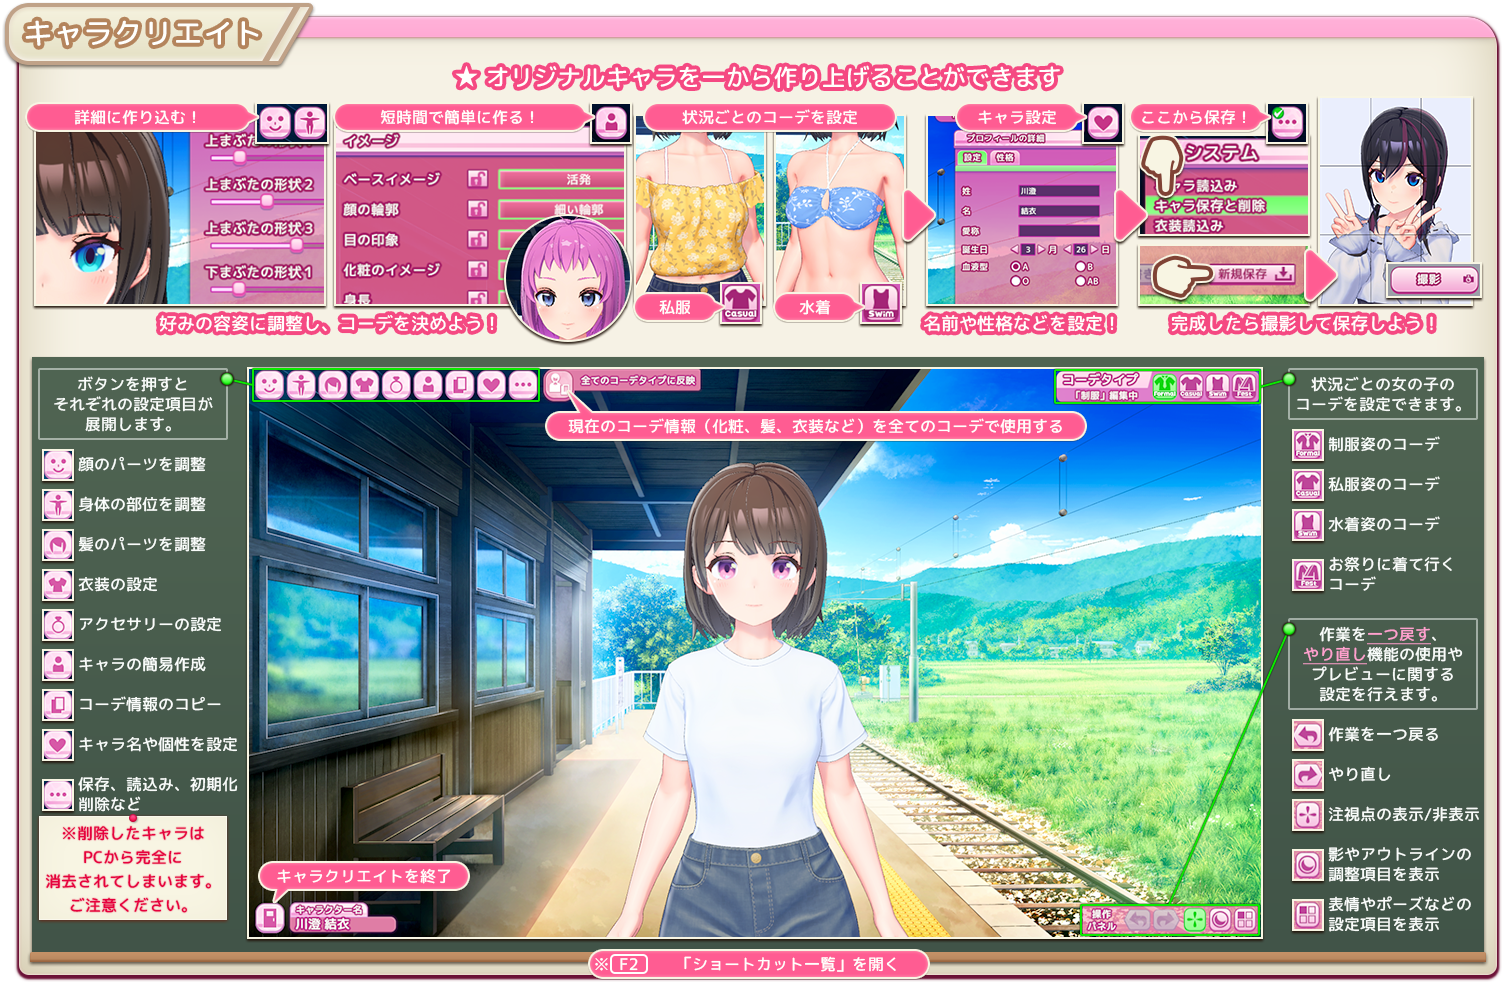 キャラクリエイト
★ オリジナルキャラを一から作り上げることができます
詳細に作り込む！
上まぶたの形状2
上まぶたの形状3
下まぶたの形状1
短時間で簡単に作る！
イメージ
ベースイメージ
活発
顔の輪郭
細い輪郭
目の印象
化粧のイメージ
身長
好みの容姿に調整し、コーデを決めよう！
状況ごとのコーデを設定
私服
Casual
水着
Swim
キャラ設定
プロフィールの詳細
設定
性格
姓
川澄
名
結衣
愛称
誕生日
3
月
26
日
血液型
A
B
O
AB
名前や性格などを設定！
ここから保存！
システム
ャラ読込み
キャラ保存と削除
衣装読込み
新規保存
撮影
完成したら撮影して保存しよう！
ボタンを押すと
それぞれの設定項目が
展開します。
顔のパーツを調整
身体の部位を調整
髪のパーツを調整
衣装の設定
アクセサリーの設定
キャラの簡易作成
コーデ情報のコピー
キャラ名や個性を設定
保存、読込み、初期化
削除など
※削除したキャラは
PCから完全に
消去されてしまいます。
ご注意ください。
全てのコーデタイプに反映
現在のコーデ情報（化粧、髪、衣装など）を全てのコーデで使用する
コーデタイプ
「制服」編集中
Formal
Casual
Swim
Fest
キャラクリエイトを終了
キャラクター名
川澄 結衣
操作
パネル
状況ごとの女の子の
コーデを設定できます。
Formal
制服姿のコーデ
Casual
私服姿のコーデ
Swim
水着姿のコーデ
Fest
お祭りに着て行く
コーデ
作業を一つ戻す、
やり直し機能の使用や
プレビューに関する
設定を行えます。
作業を一つ戻る
やり直し
注視点の表示/非表示
影やアウトラインの
調整項目を表示
表情やポーズなどの
設定項目を表示
※F2 「ショートカット一覧」を開く